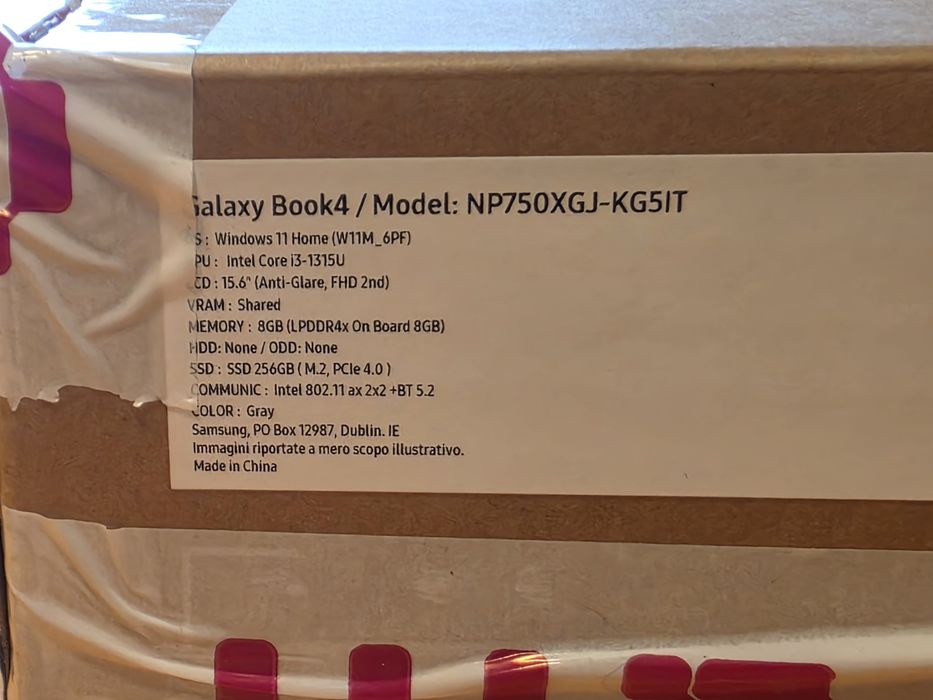 Galaxy Book4 / Model: NP750XGJ-KG5IT
OS : Windows 11 Home (W11M_6PF)
CPU : Intel Core i3-1315U
LCD : 15.6" (Anti-Glare, FHD 2nd)
VRAM : Shared
MEMORY : 8GB (LPDDR4x On Board 8GB)
HDD: None / ODD: None
SSD : SSD 256GB ( M.2, PCIe 4.0 )
COMMUNIC : Intel 802.11 ax 2x2 +BT 5.2
COLOR : Gray
Samsung, PO Box 12987, Dublin. IE
Immagini riportate a mero scopo illustrativo.
Made in China